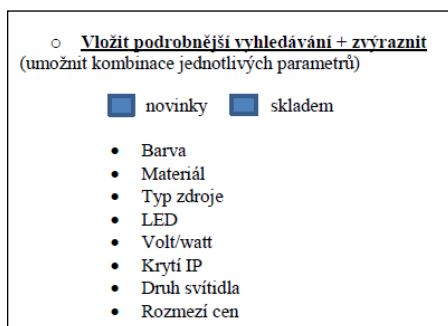 ○ Vložit podrobnější vyhledávání + zvýraznit
(umožnit kombinace jednotlivých parametrů)
novinky skladem
• Barva
• Materiál
• Typ zdroje
• LED
• Volt/watt
• Krytí IP
• Druh svítidla
• Rozmezí cen